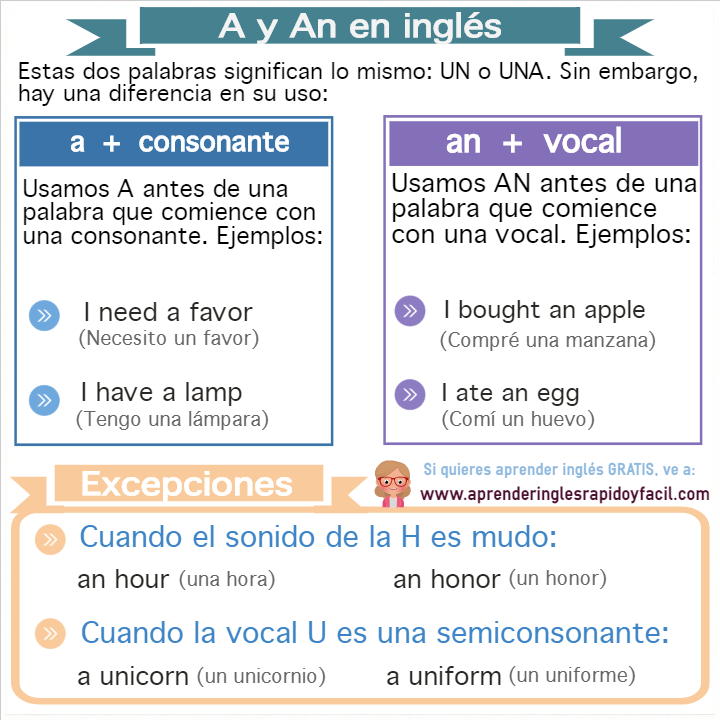 A y An en inglés
Estas dos palabras significan lo mismo: UN o UNA. Sin embargo,
hay una diferencia en su uso:
a + consonante
Usamos A antes de una
palabra que comience con
una consonante. Ejemplos:
I need a favor
(Necesito un favor)
I have a lamp
(Tengo una lámpara)
an + vocal
Usamos AN antes de una
palabra que comience
con una vocal. Ejemplos:
I bought an apple
(Compré una manzana)
I ate an egg
(Comí un huevo)
Excepciones
Si quieres aprender inglés GRATIS, ve a:
www.aprenderinglesrapidoyfacil.com
Cuando el sonido de la H es mudo:
an hour (una hora) an honor (un honor)
Cuando la vocal U es una semiconsonante:
a unicorn (un unicornio) a uniform (un uniforme)